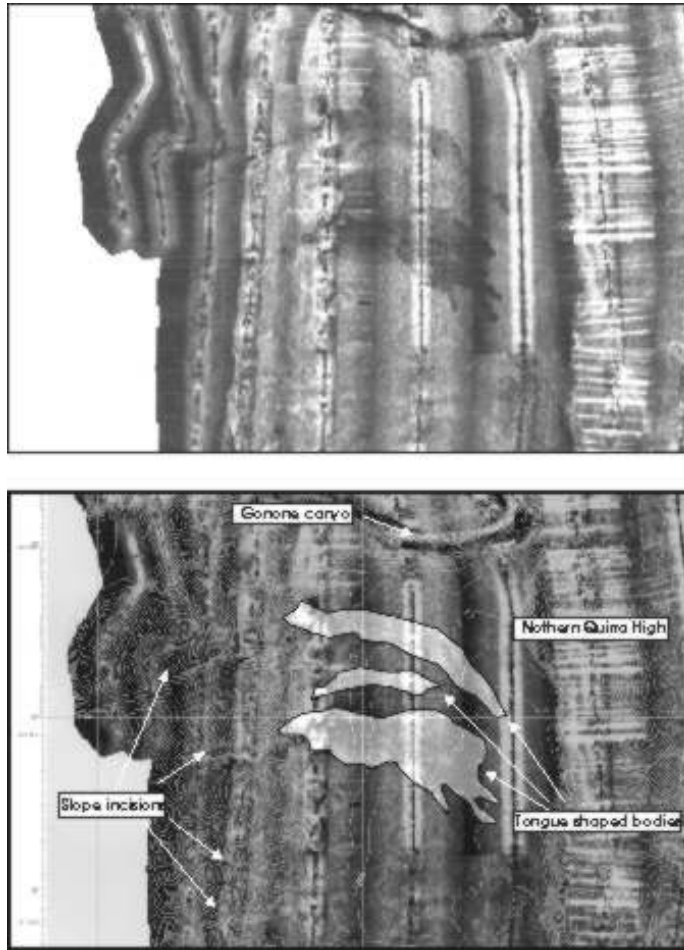 Gonone canyo
Nothern Quirra High
Slope incisions
Tongue shaped bodies